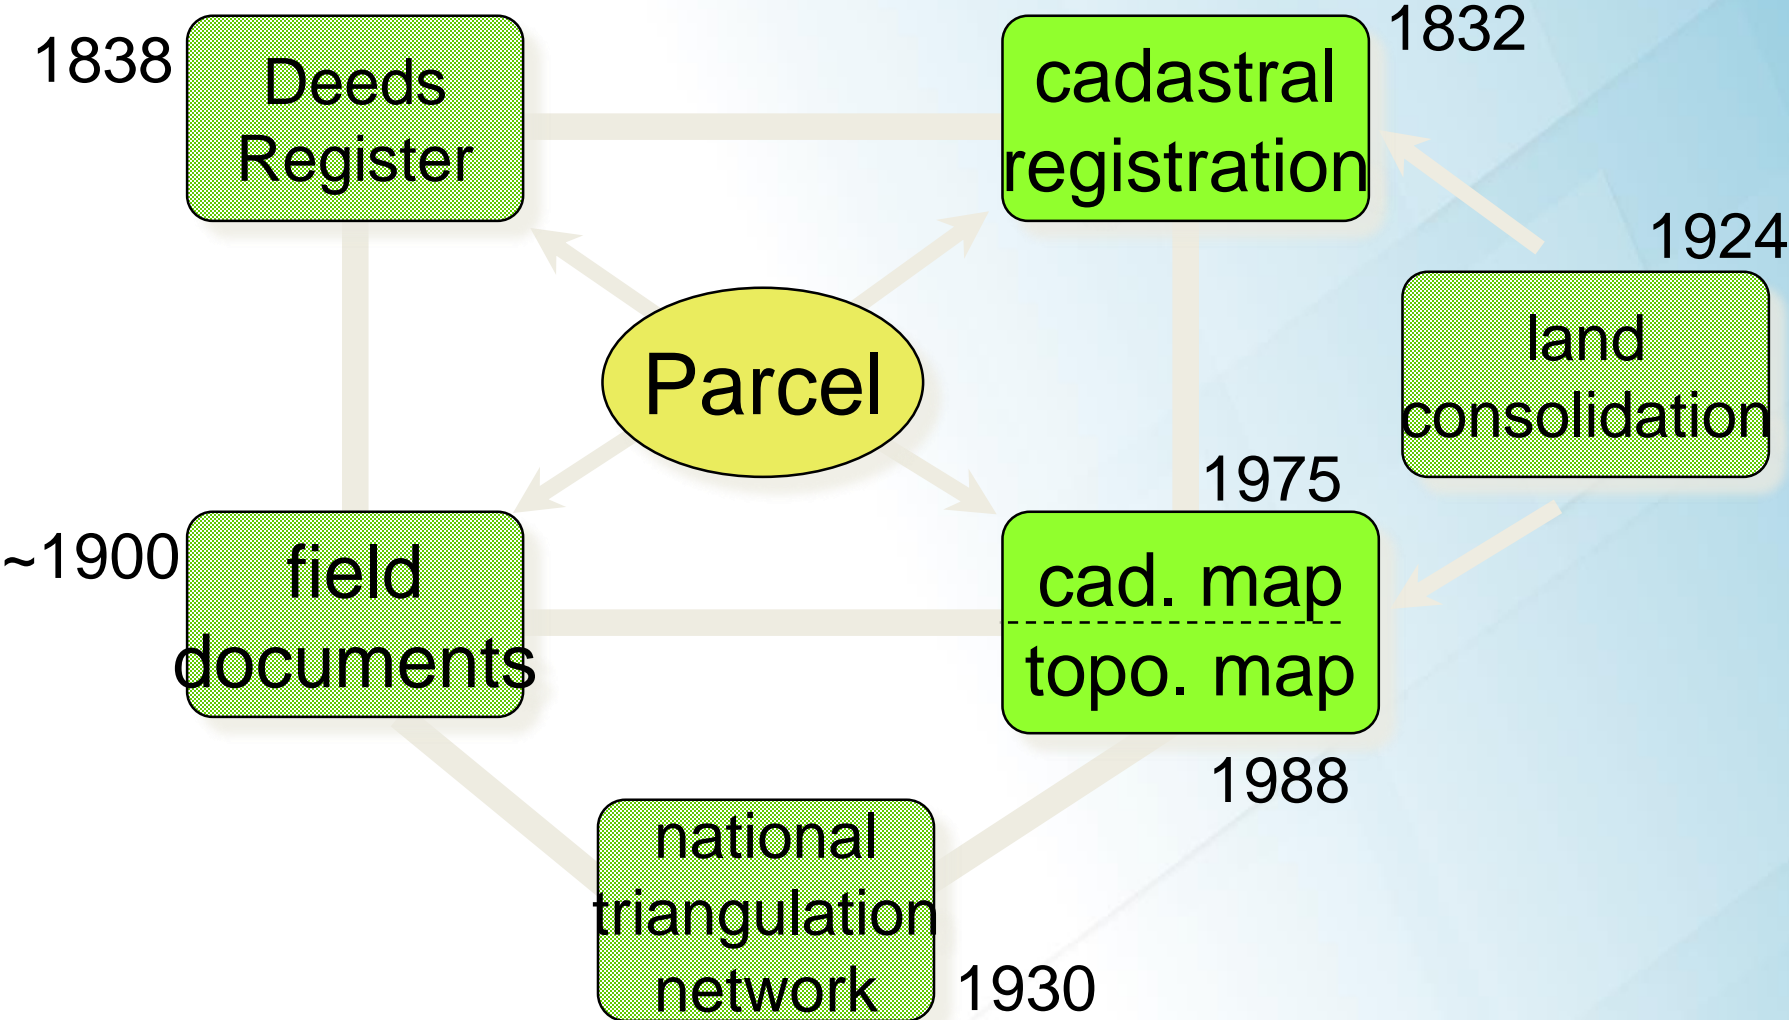 1838
Deeds
Register
cadastral
registration
1832
1924
land
consolidation
Parcel
~1900
field
documents
1975
cad. map
topo. map
1988
national
triangulation
network
1930